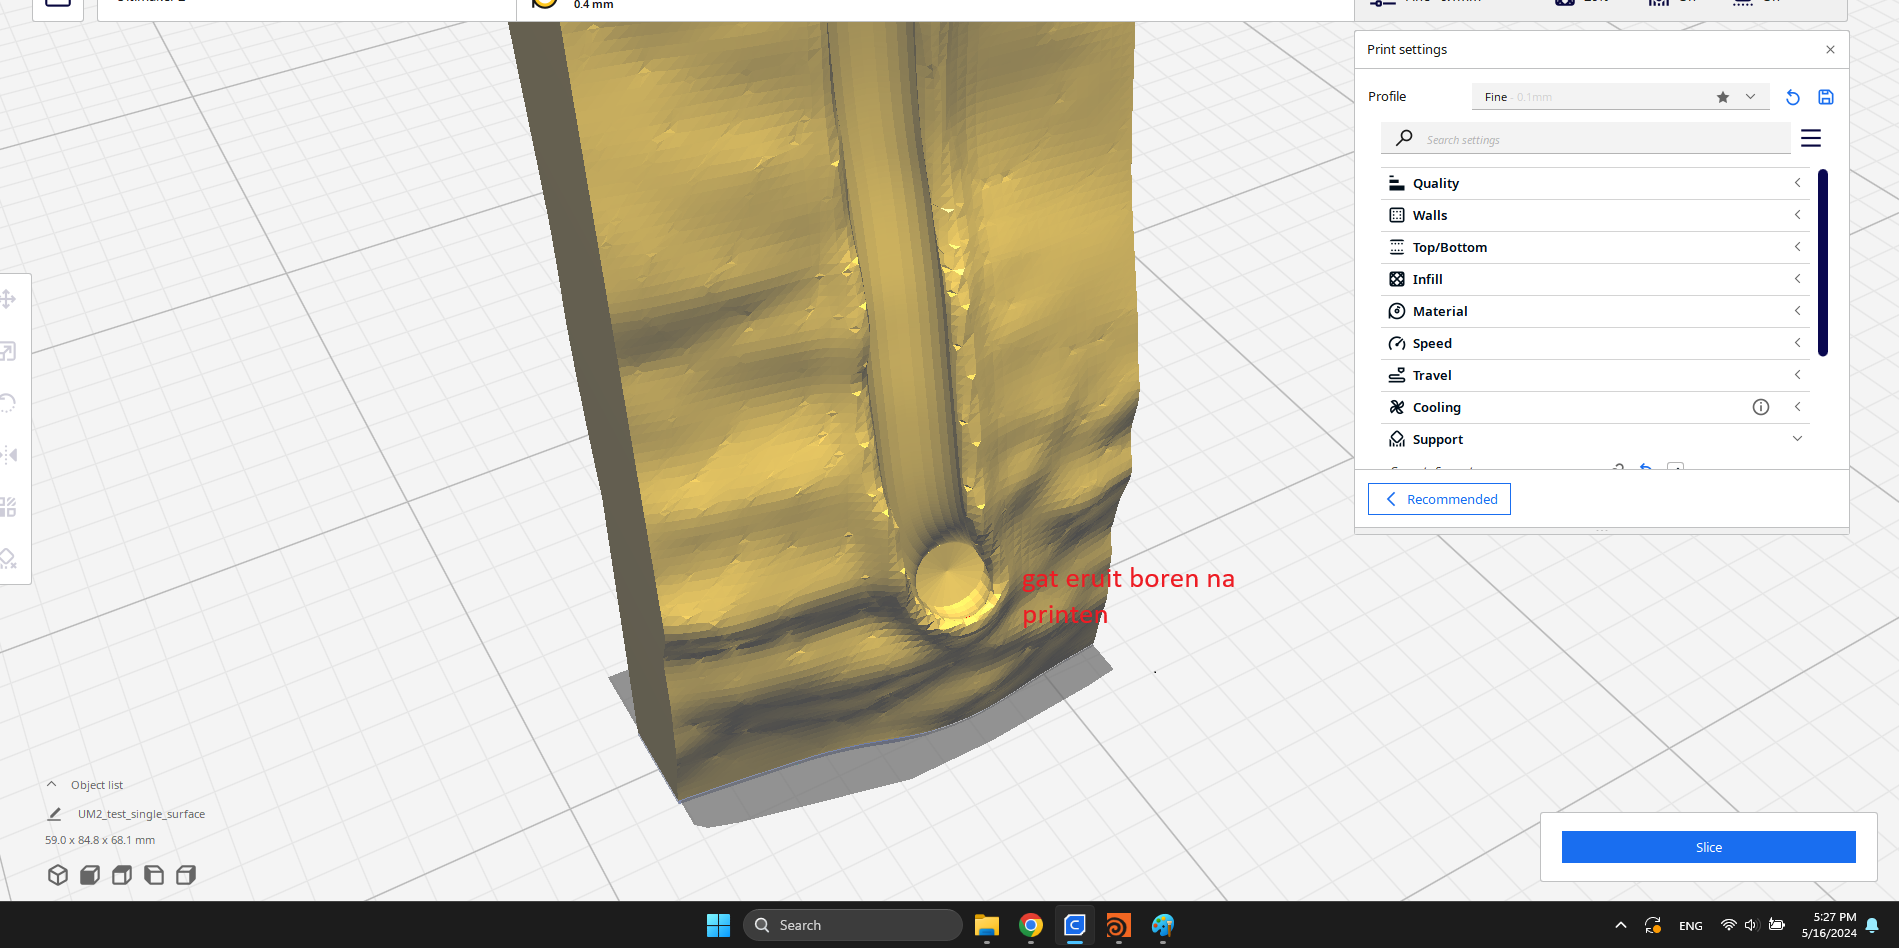 0.4 mm
Print settings
Profile
Fine - 0.1mm
Search settings
Quality
Walls
Top/Bottom
Infill
Material
Speed
Travel
Cooling
Support
Recommended
gat eruit boren na
printen
Object list
UM2_test_single_surface
59.0 x 84.8 x 68.1 mm
Slice
Search
ENG
5:27 PM
5/16/2024